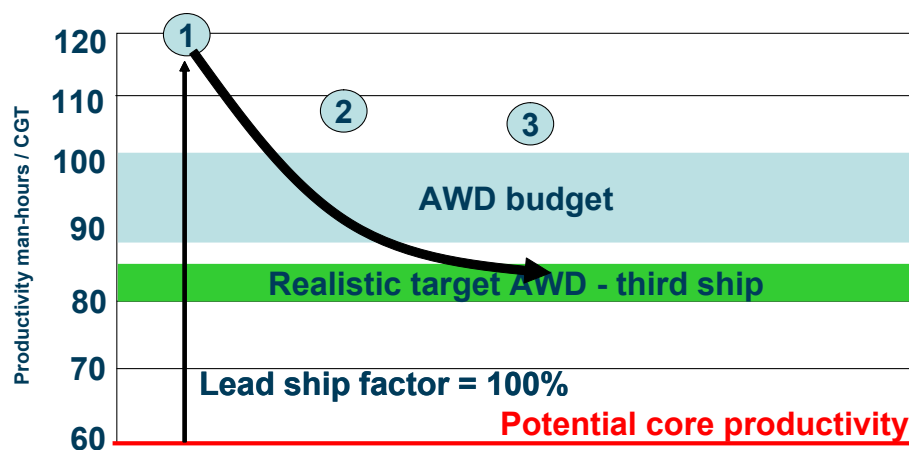 Productivity man-hours / CGT
120
110
100
90
80
70
60
1
2
3
AWD budget
Realistic target AWD - third ship
Lead ship factor = 100%
Potential core productivity